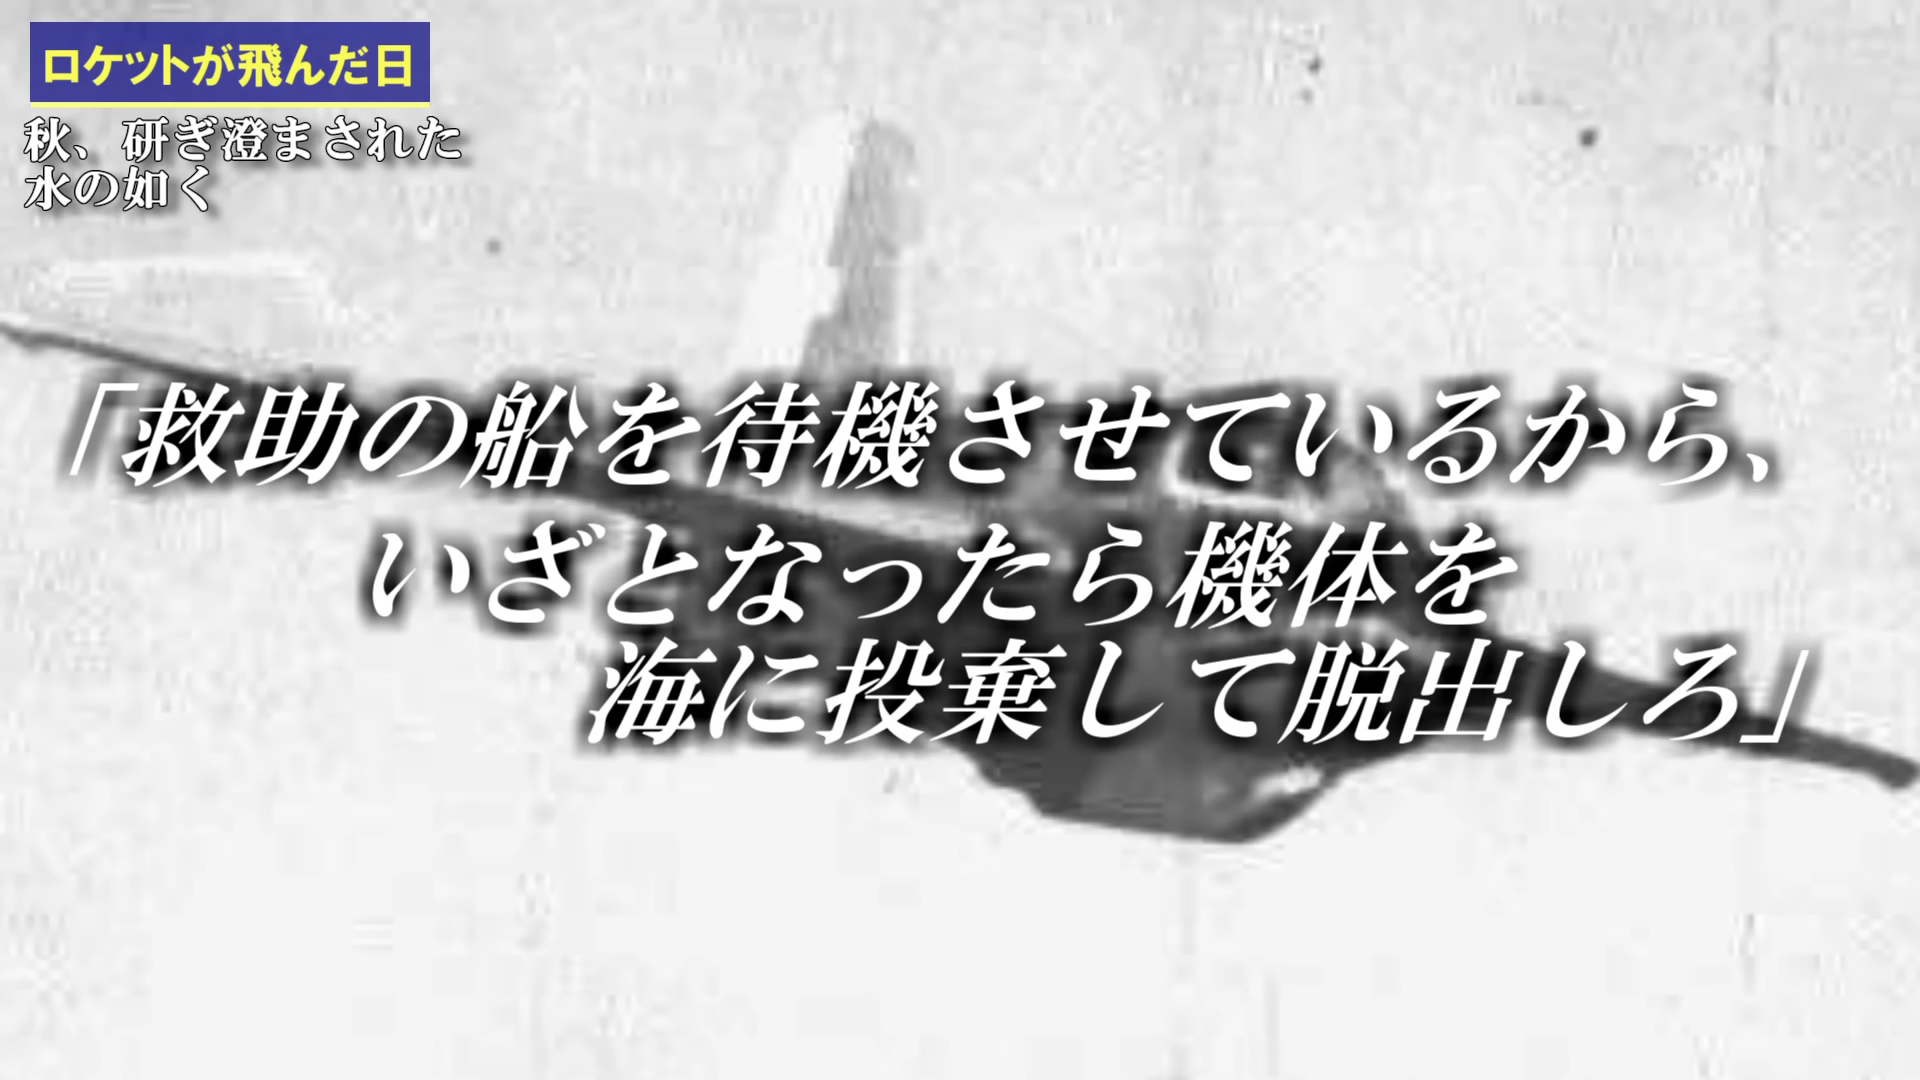 ロケットが飛んだ日
秋、研ぎ澄まされた
水の如く
「救助の船を待機させているから、
いざとなったら機体を
海に投棄して脱出しろ」